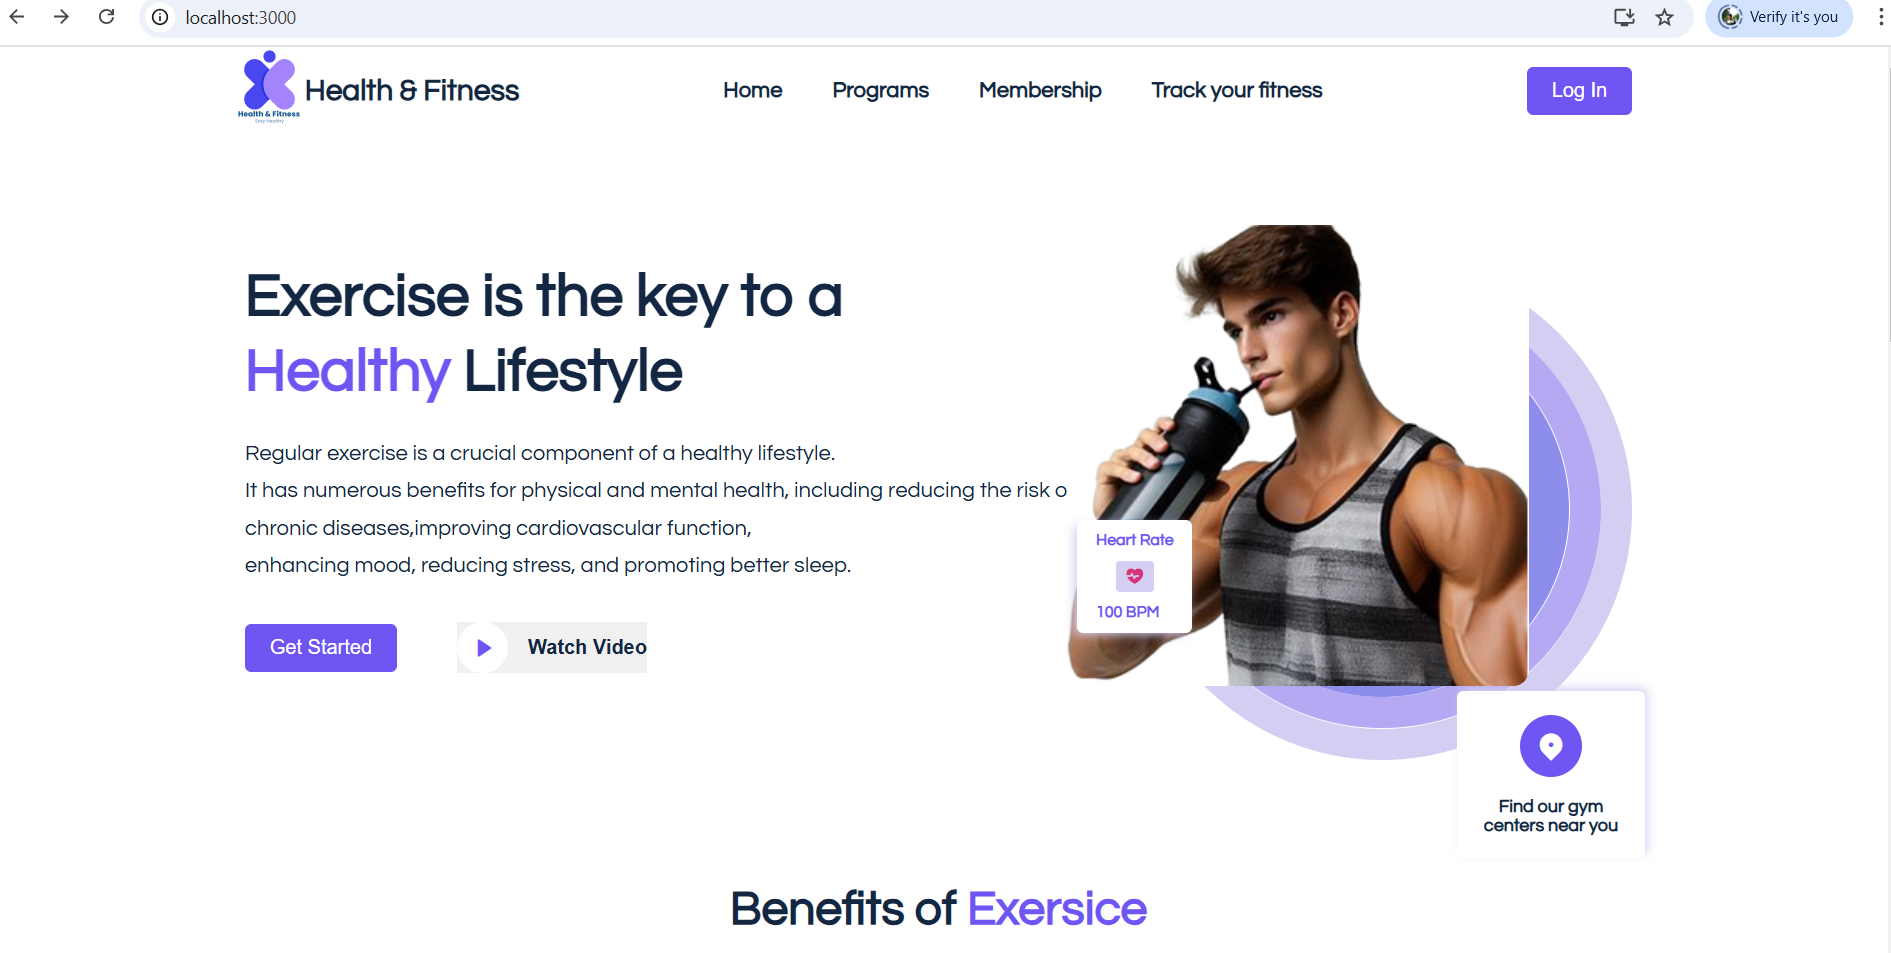 localhost:3000
Verify it's you
Health & Fitness
Stay Healthy
Health & Fitness
Home
Programs
Membership
Track your fitness
Log In
Exercise is the key to a
Healthy Lifestyle
Regular exercise is a crucial component of a healthy lifestyle.
It has numerous benefits for physical and mental health, including reducing the risk o
chronic diseases,improving cardiovascular function,
enhancing mood, reducing stress, and promoting better sleep.
Get Started
Watch Video
Heart Rate
100 BPM
Find our gym
centers near you
Benefits of Exersice